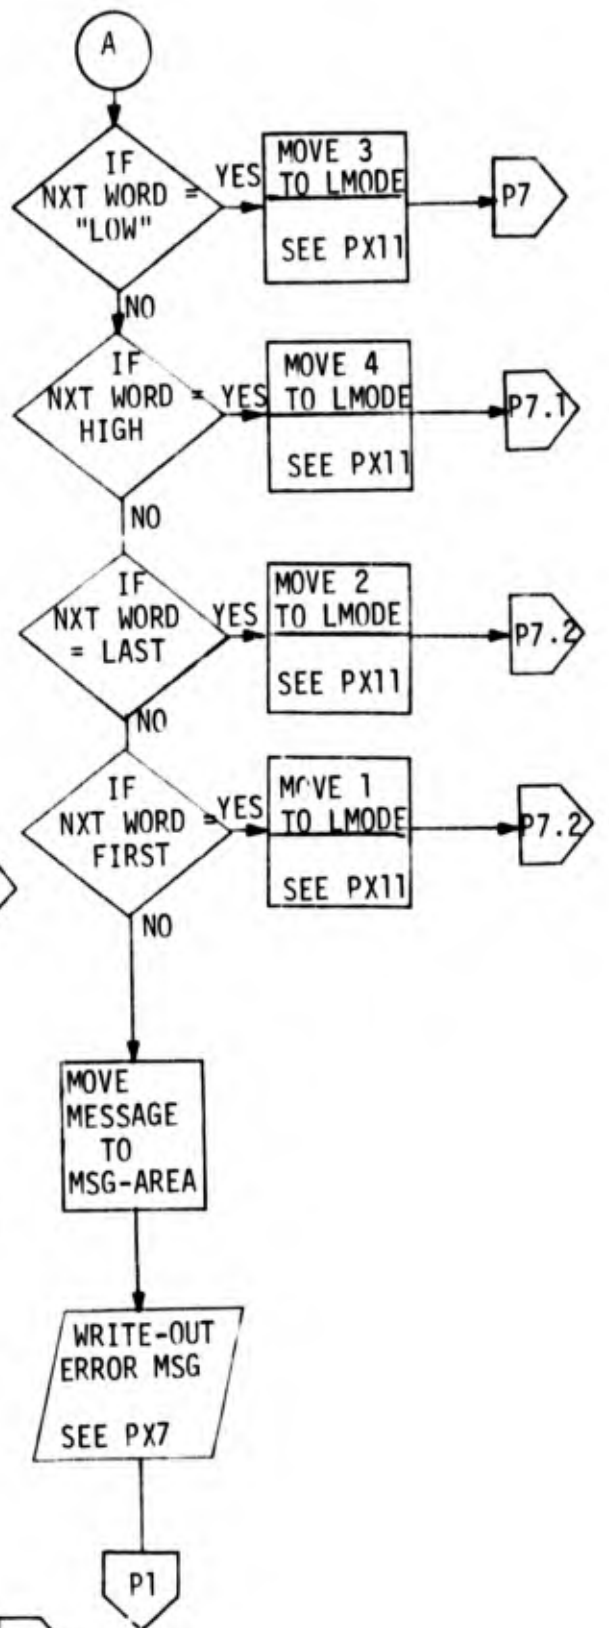 A
IF
NXT WORD =
"LOW"
YES
MOVE 3
TO LMODE
SEE PX11
P7
NO
IF
NXT WORD =
HIGH
YES
MOVE 4
TO LMODE
SEE PX11
P7.1
NO
IF
NXT WORD
= LAST
YES
MOVE 2
TO LMODE
SEE PX11
P7.2
NO
IF
NXT WORD =
FIRST
YES
MOVE 1
TO LMODE
SEE PX11
P7.2
NO
MOVE
MESSAGE
TO
MSG-AREA
WRITE-OUT
ERROR MSG
SEE PX7
P1